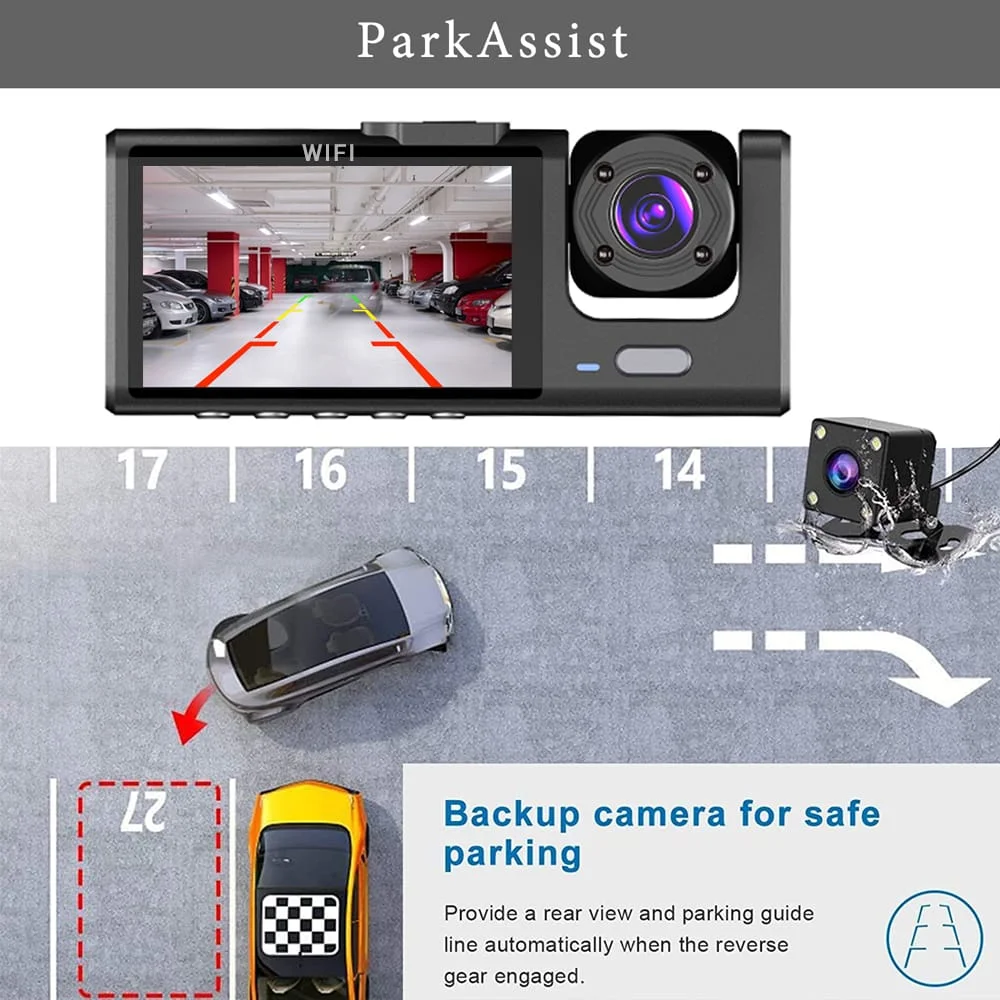 ParkAssist
WIFI
17 16 15 14
27
Backup camera for safe
parking
Provide a rear view and parking guide
line automatically when the reverse
gear engaged.